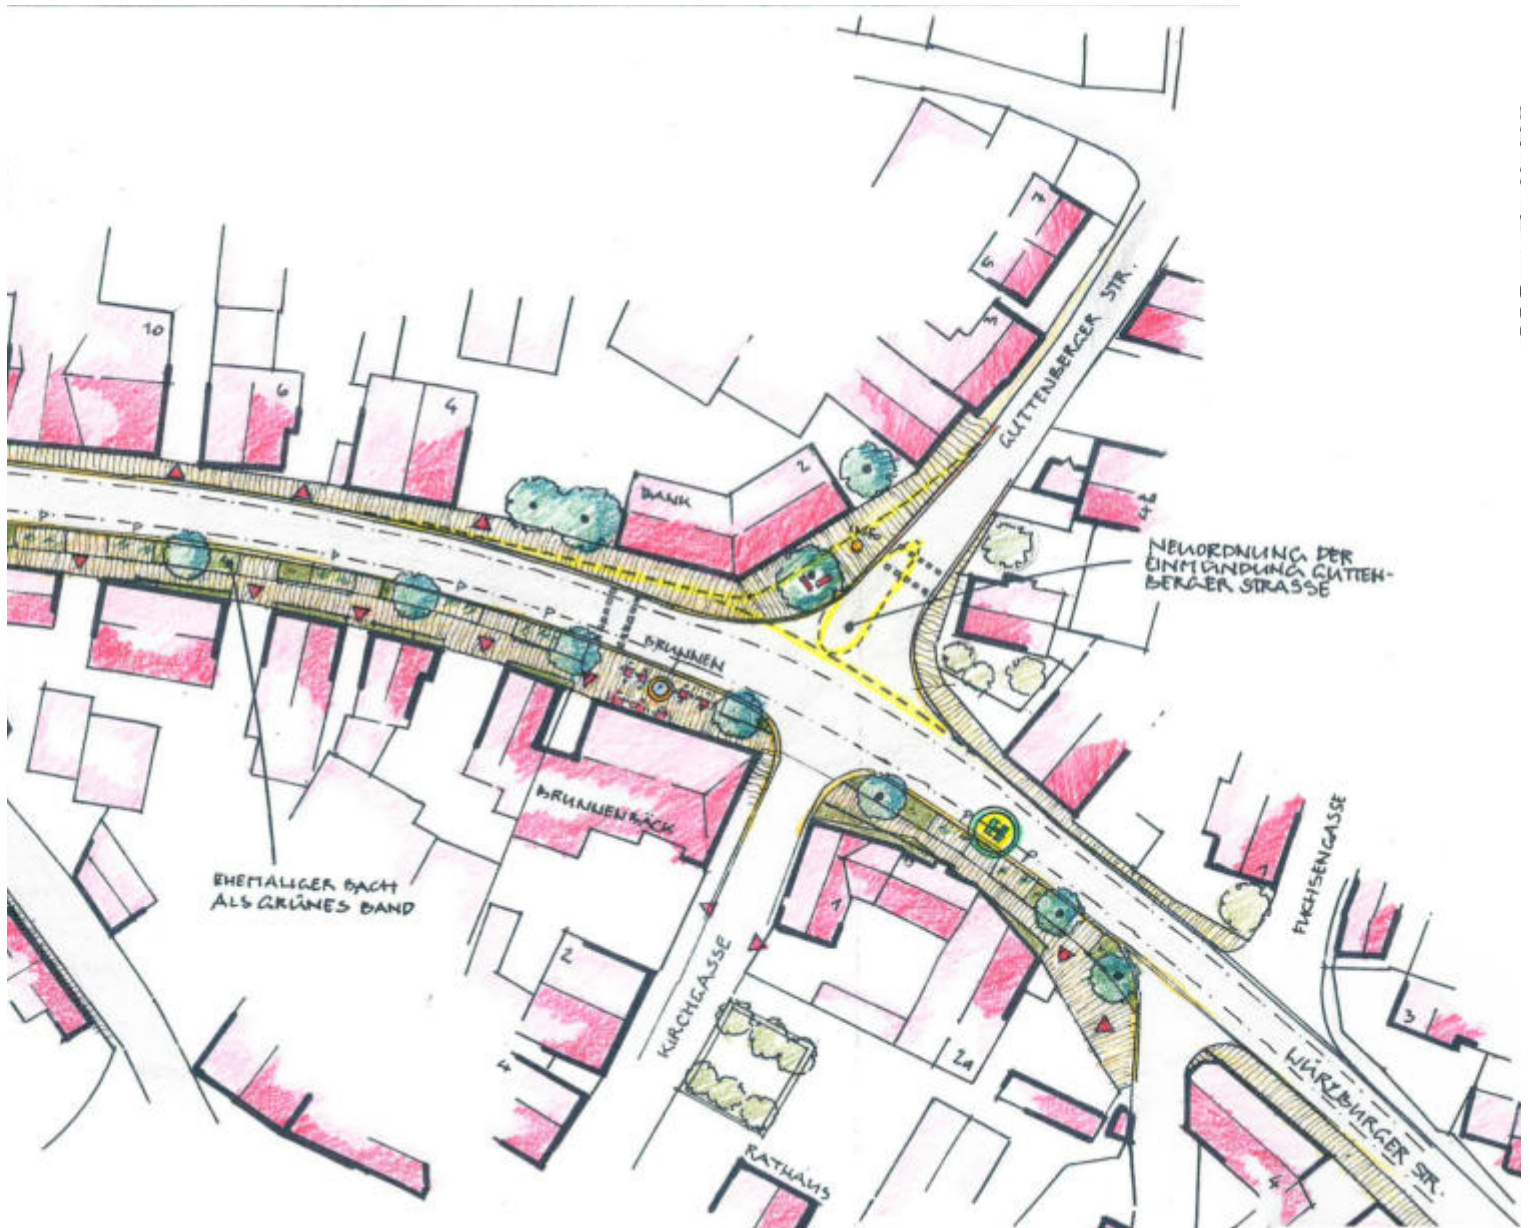 7
5
3
GUTTENBERGER STR.
10
6
4
2
BANK
4a
NEUORDNUNG DER
EINMÜNDUNG GUTTEN-
BERGER STRASSE
P
P
P
P
P
BRUNNEN
BRUNNENBÄCK
P
H
P
1
1
FUCHSENGASSE
EHEMALIGER BACH
ALS GRÜNES BAND
2
KIRCHGASSE
4
2a
3
WÜRZBURGER STR.
4
RATHAUS